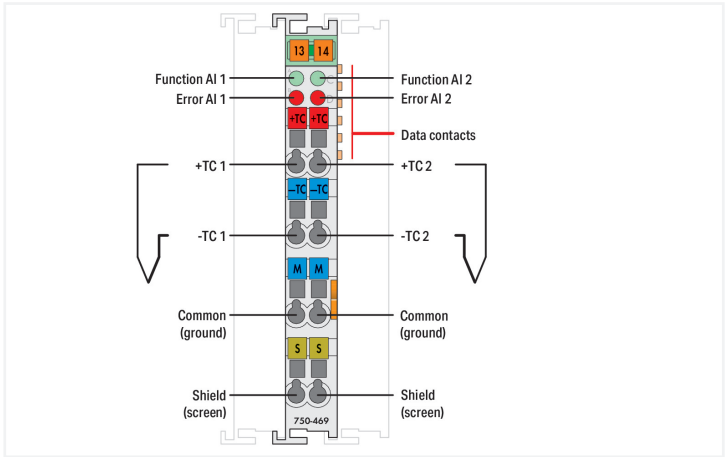 13 14
Function AI 1
C
Function AI 2
Error AI 1
D
Error AI 2
+TC +TC
Data contacts
+TC 1
+TC 2
–TC –TC
-TC 1
-TC 2
M M
Common
(ground)
Common
(ground)
S S
Shield
(screen)
Shield
(screen)
750-469